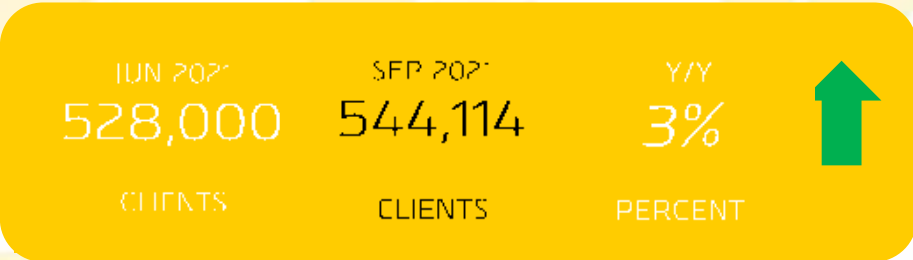 JUN 2021
528,000
CLIENTS
SEP 2021
544,114
CLIENTS
Y/Y
3%
PERCENT